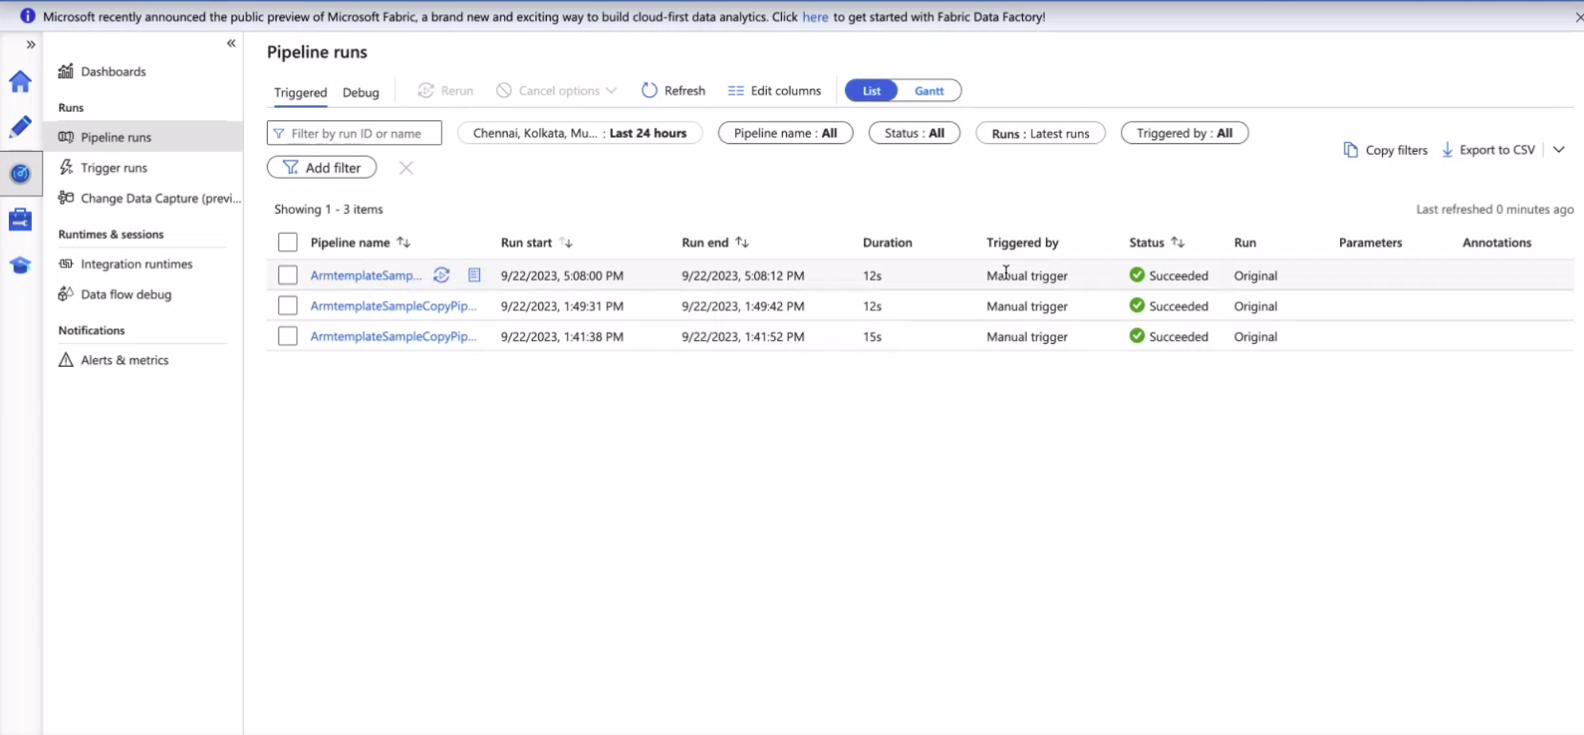 Microsoft recently announced the public preview of Microsoft Fabric, a brand new and exciting way to build cloud-first data analytics. Click here to get started with Fabric Data Factory!
Dashboards
Runs
Pipeline runs
Trigger runs
Change Data Capture (previ...
Runtimes & sessions
Integration runtimes
Data flow debug
Notifications
Alerts & metrics
Pipeline runs
Triggered Debug Rerun Cancel options Refresh Edit columns List Gantt
Filter by run ID or name Chennai, Kolkata, Mu... : Last 24 hours Pipeline name : All Status : All Runs : Latest runs Triggered by : All
Copy filters Export to CSV
Add filter
Showing 1 - 3 items Last refreshed 0 minutes ago
Pipeline name Run start Run end Duration Triggered by Status Run Parameters Annotations
ArmtemplateSamp... 9/22/2023, 5:08:00 PM 9/22/2023, 5:08:12 PM 12s Manual trigger Succeeded Original
ArmtemplateSampleCopyPip... 9/22/2023, 1:49:31 PM 9/22/2023, 1:49:42 PM 12s Manual trigger Succeeded Original
ArmtemplateSampleCopyPip... 9/22/2023, 1:41:38 PM 9/22/2023, 1:41:52 PM 15s Manual trigger Succeeded Original